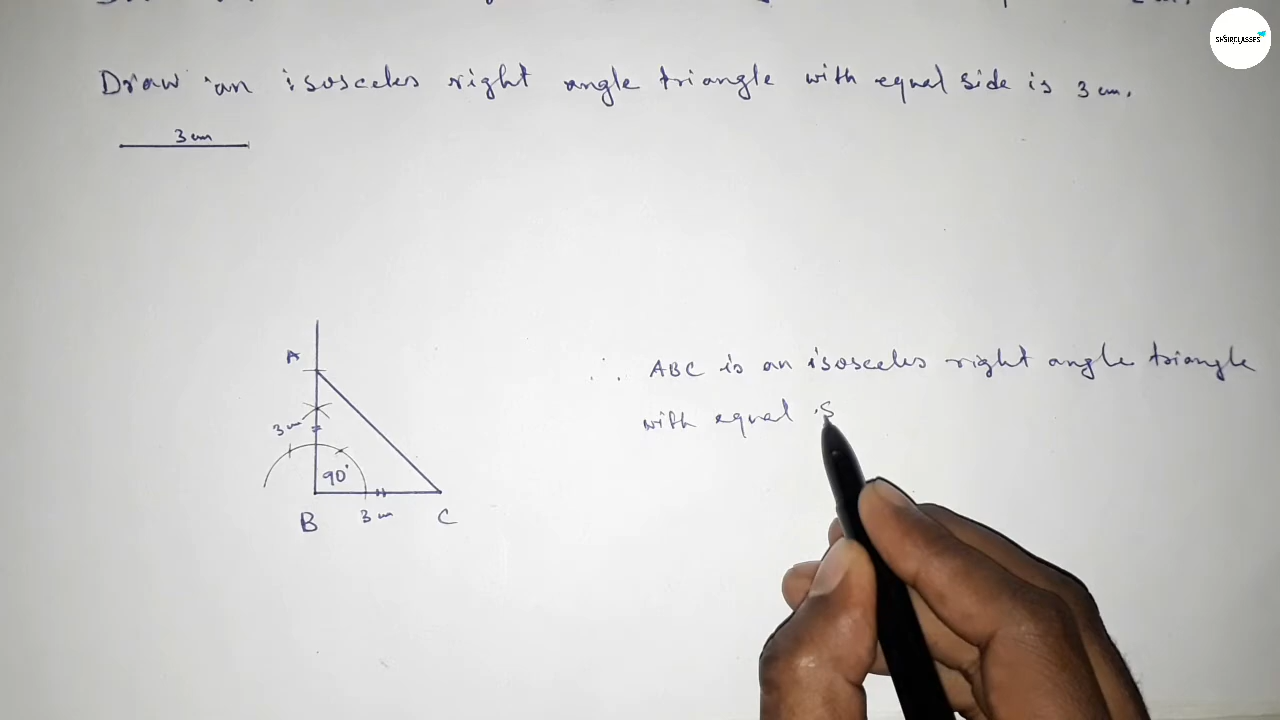 SHSIRCLASSES
Draw an isosceles right angle triangle with equal side is 3 cm.
3 cm
A
∴ ABC is an isosceles right angle triangle
with equal s
3 cm
90°
B 3 cm C